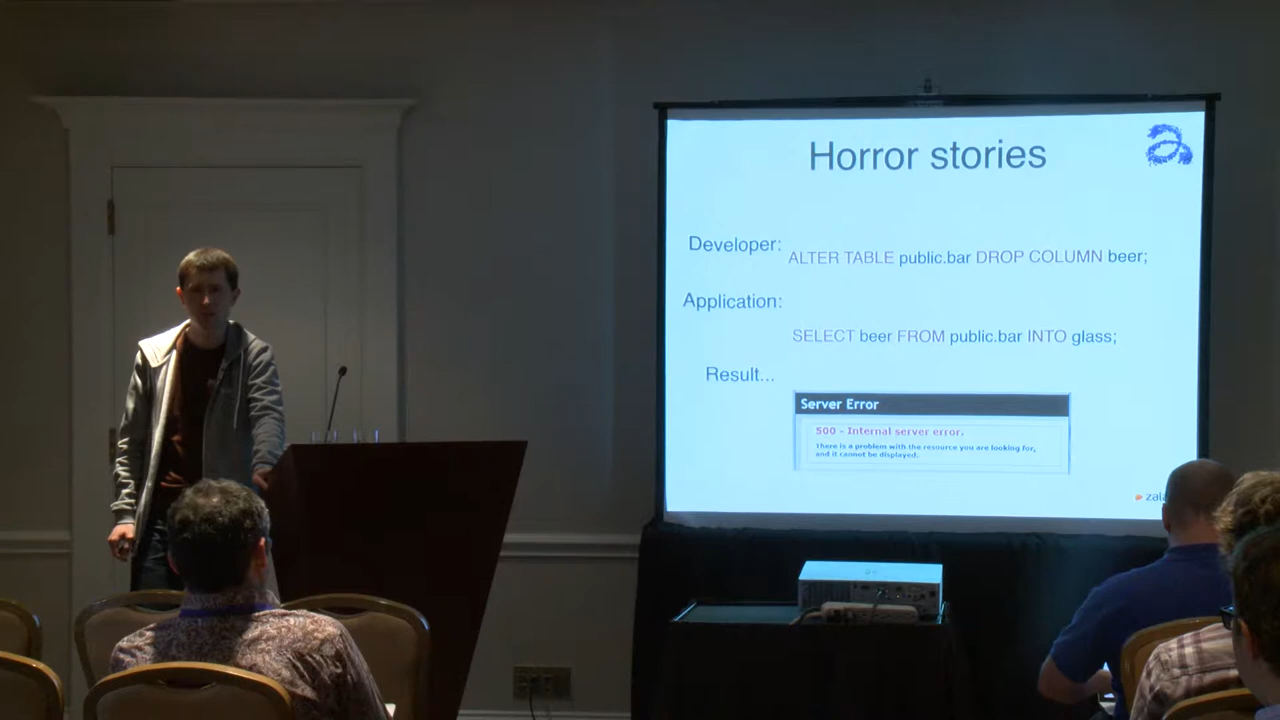 Horror stories
Developer:
ALTER TABLE public.bar DROP COLUMN beer;
Application:
SELECT beer FROM public.bar INTO glass;
Result...
Server Error
500 - Internal server error.
There is a problem with the resource you are looking for,
and it cannot be displayed.